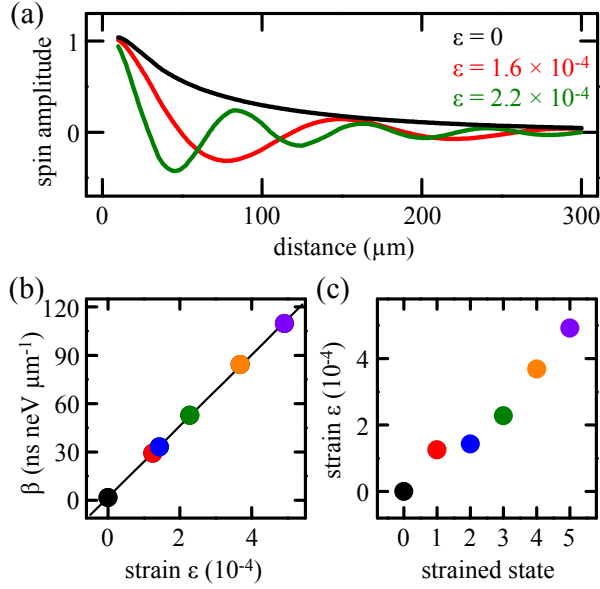 (a)
spin amplitude
1
0
ε = 0
ε = 1.6 × 10⁻⁴
ε = 2.2 × 10⁻⁴
0 100 200 300
distance (µm)
(b)
β (ns neV µm⁻¹)
120
90
60
30
0
0 2 4
strain ε (10⁻⁴)
(c)
strain ε (10⁻⁴)
4
2
0
0 1 2 3 4 5
strained state